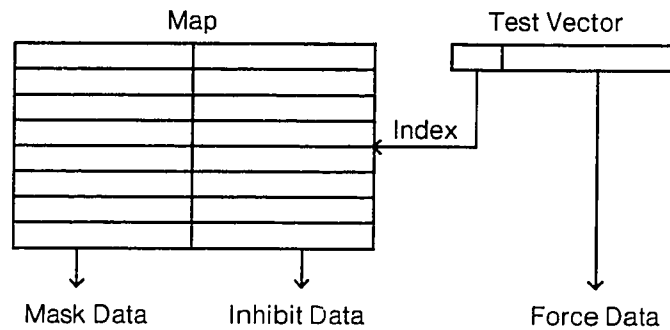 Map
Test Vector
Index
Mask Data
Inhibit Data
Force Data